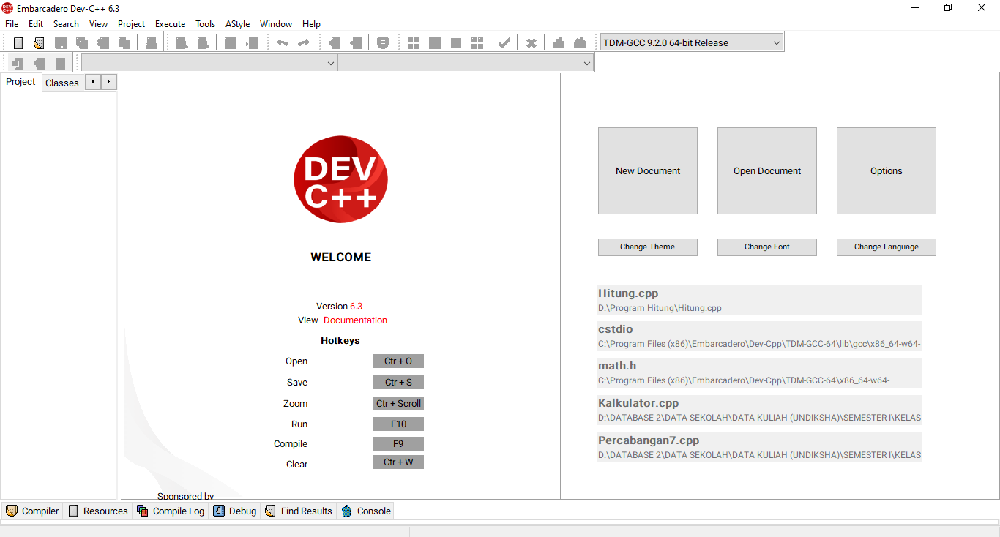 Embarcadero Dev-C++ 6.3
File Edit Search View Project Execute Tools AStyle Window Help
TDM-GCC 9.2.0 64-bit Release
Project Classes
DEV
C++
WELCOME
Version 6.3
View Documentation
Hotkeys
Open Ctr + O
Save Ctr + S
Zoom Ctr + Scroll
Run F10
Compile F9
Clear Ctr + W
Sponsored by
New Document Open Document Options
Change Theme Change Font Change Language
Hitung.cpp
D:\Program Hitung\Hitung.cpp
cstdio
C:\Program Files (x86)\Embarcadero\Dev-Cpp\TDM-GCC-64\lib\gcc\x86_64-w64-
math.h
C:\Program Files (x86)\Embarcadero\Dev-Cpp\TDM-GCC-64\x86_64-w64-
Kalkulator.cpp
D:\DATABASE 2\DATA SEKOLAH\DATA KULIAH (UNDIKSHA)\SEMESTER I\KELAS
Percabangan7.cpp
D:\DATABASE 2\DATA SEKOLAH\DATA KULIAH (UNDIKSHA)\SEMESTER I\KELAS
Compiler Resources Compile Log Debug Find Results Console